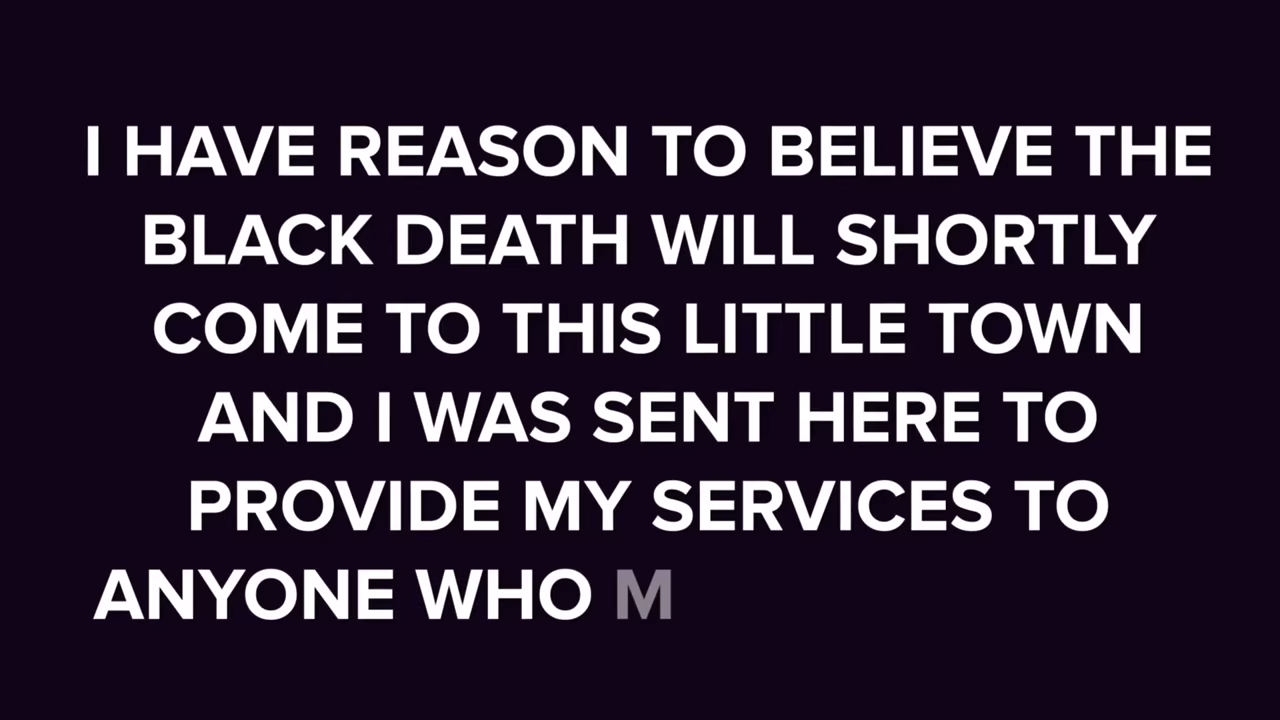 I HAVE REASON TO BELIEVE THE
BLACK DEATH WILL SHORTLY
COME TO THIS LITTLE TOWN
AND I WAS SENT HERE TO
PROVIDE MY SERVICES TO
ANYONE WHO M